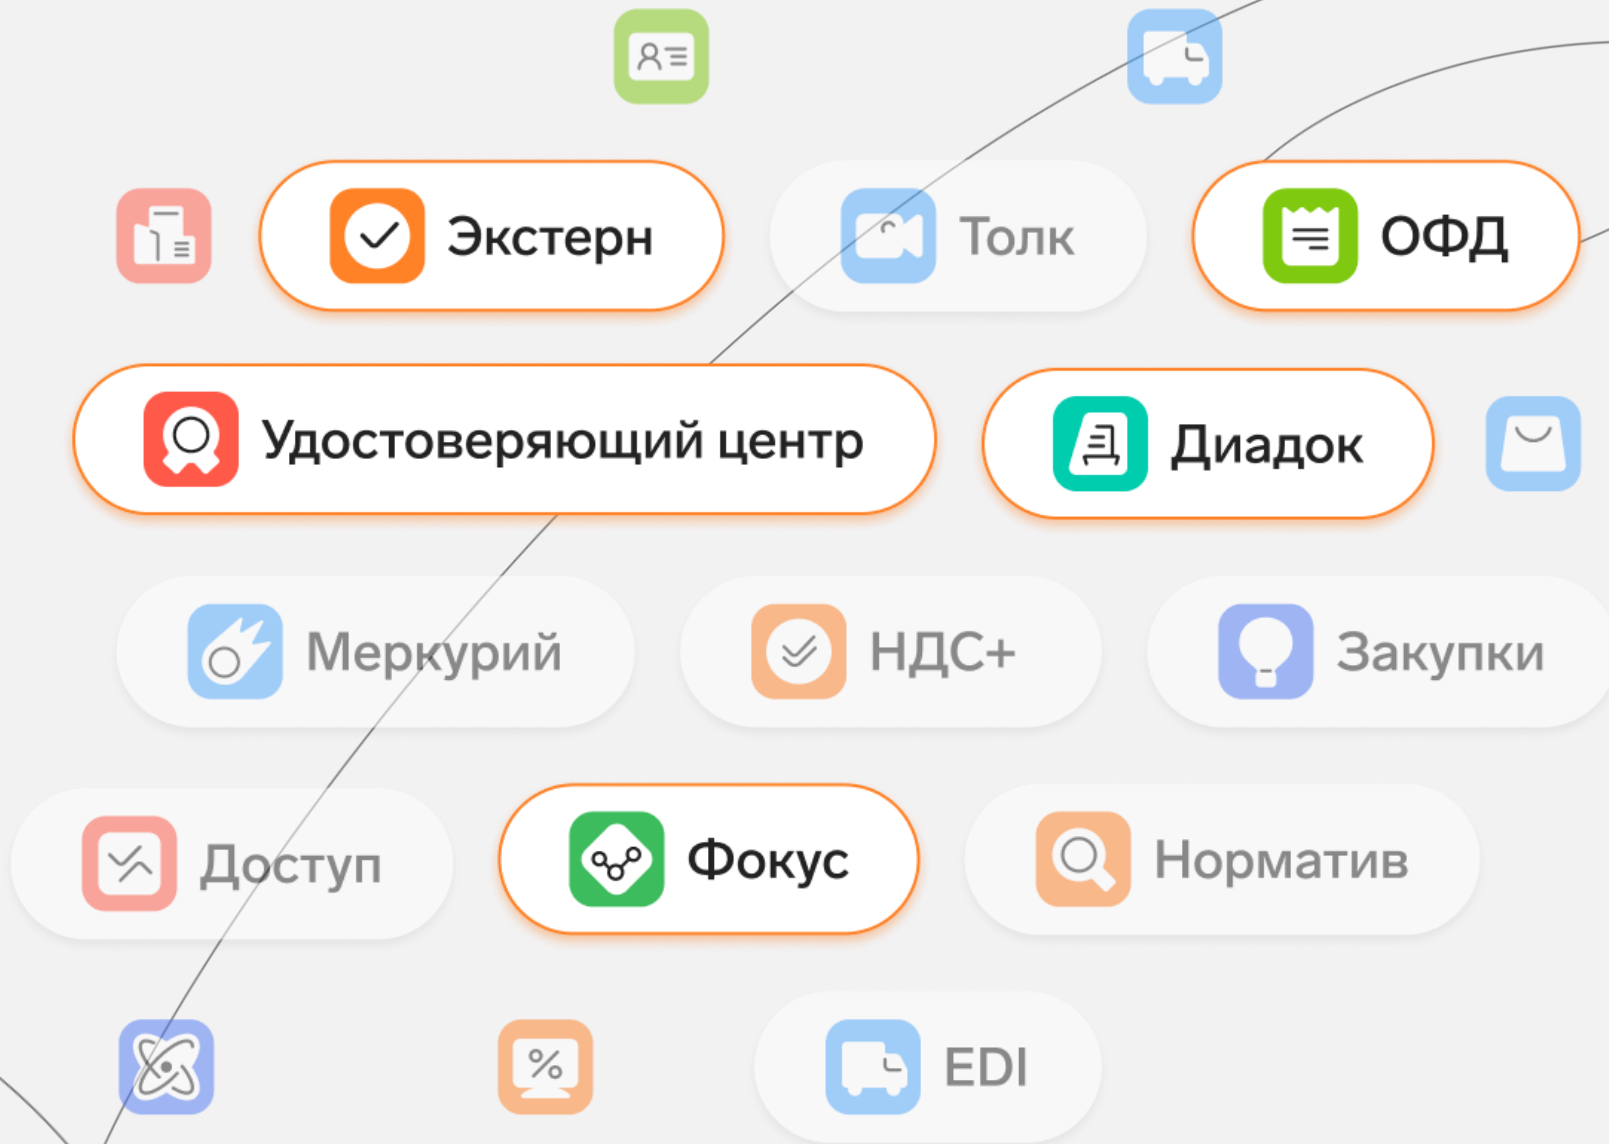 Экстерн
Толк
ОФД
Удостоверяющий центр
Диадок
Меркурий
НДС+
Закупки
Доступ
Фокус
Норматив
%
EDI